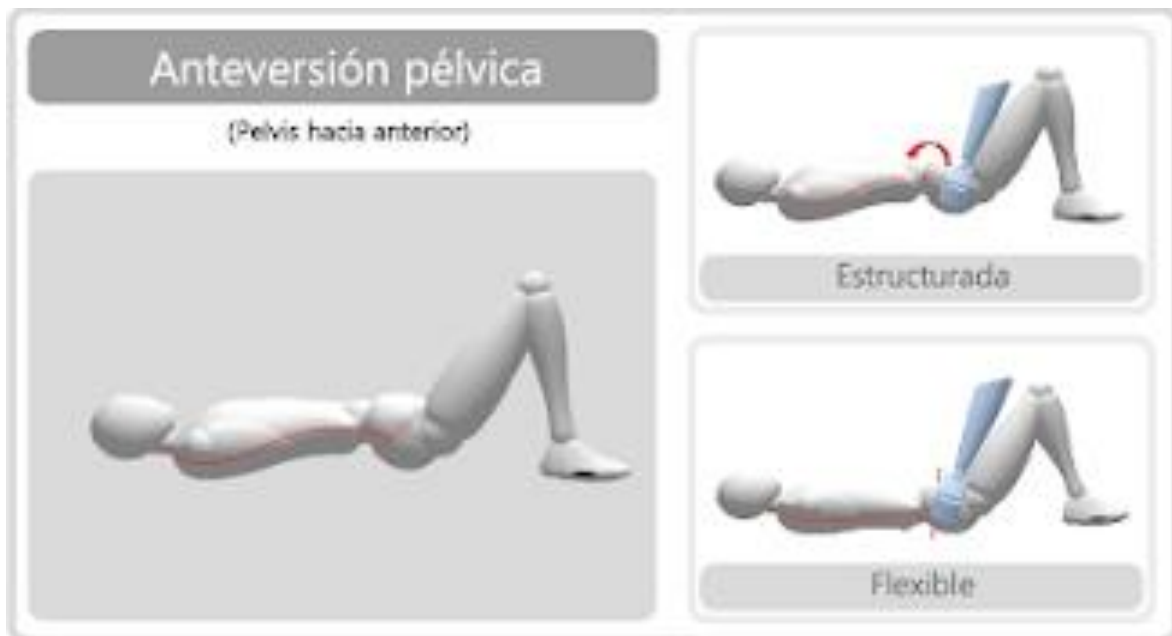 Anteversión pélvica
(Pelvis hacia anterior)
Estructurada
Flexible